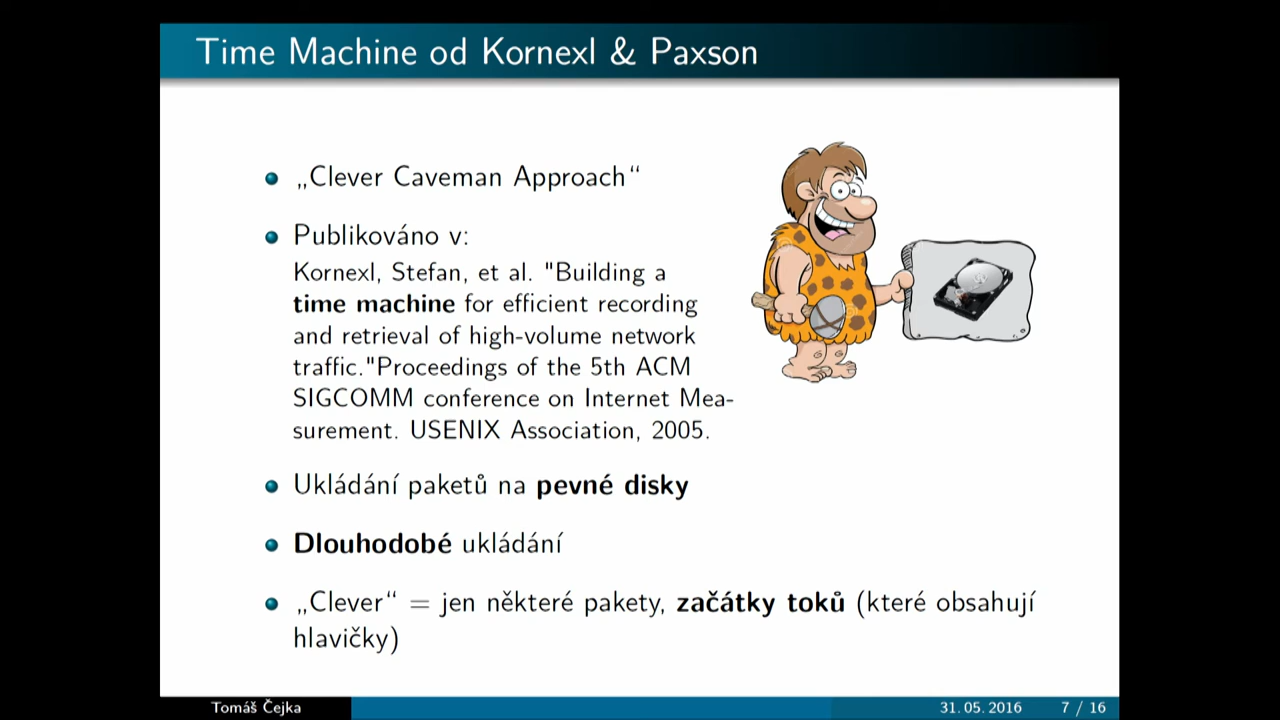 Time Machine od Kornexl & Paxson
„Clever Caveman Approach“
Publikováno v:
Kornexl, Stefan, et al. "Building a
time machine for efficient recording
and retrieval of high-volume network
traffic."Proceedings of the 5th ACM
SIGCOMM conference on Internet Mea-
surement. USENIX Association, 2005.
Ukládání paketů na pevné disky
Dlouhodobé ukládání
„Clever“ = jen některé pakety, začátky toků (které obsahují
hlavičky)
Tomáš Čejka
31. 05. 2016
7 / 16